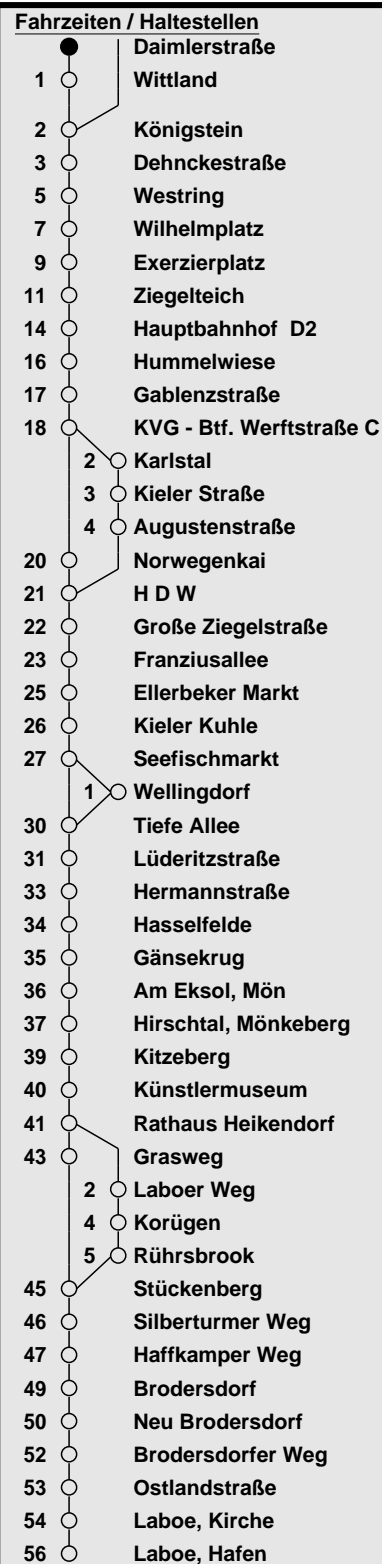 Fahrzeiten / Haltestellen
Daimlerstraße
1 Wittland
2 Königstein
3 Dehnckestraße
5 Westring
7 Wilhelmplatz
9 Exerzierplatz
11 Ziegelteich
14 Hauptbahnhof D2
16 Hummelwiese
17 Gablenzstraße
18 KVG - Btf. Werftstraße C
2 Karlstal
3 Kieler Straße
4 Augustenstraße
20 Norwegenkai
21 H D W
22 Große Ziegelstraße
23 Franziusallee
25 Ellerbeker Markt
26 Kieler Kuhle
27 Seefischmarkt
1 Wellingdorf
30 Tiefe Allee
31 Lüderitzstraße
33 Hermannstraße
34 Hasselfelde
35 Gänsekrug
36 Am Eksol, Mön
37 Hirschtal, Mönkeberg
39 Kitzeberg
40 Künstlermuseum
41 Rathaus Heikendorf
43 Grasweg
2 Laboer Weg
4 Korügen
5 Rührsbrook
45 Stückenberg
46 Silberturmer Weg
47 Haffkamper Weg
49 Brodersdorf
50 Neu Brodersdorf
52 Brodersdorfer Weg
53 Ostlandstraße
54 Laboe, Kirche
56 Laboe, Hafen